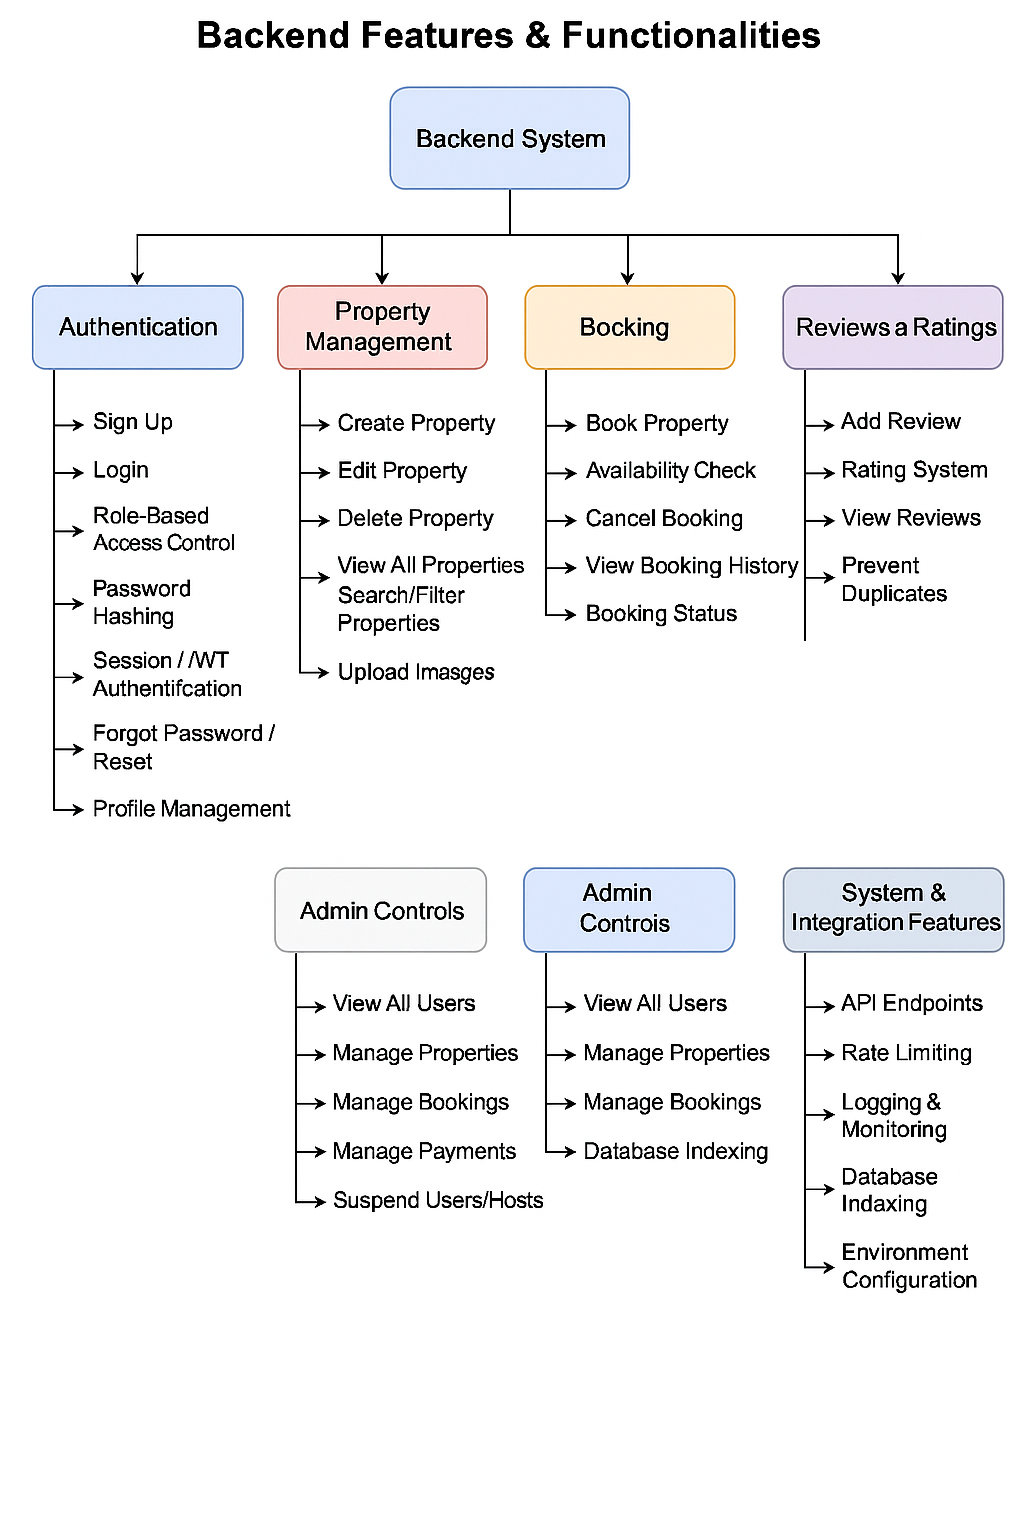 Backend Features & Functionalities
Backend System
Authentication
Sign Up
Login
Role-Based
Access Control
Password
Hashing
Session / /WT
Authentifcation
Forgot Password /
Reset
Profile Management
Property
Management
Create Property
Edit Property
Delete Property
View All Properties
Search/Filter
Properties
Upload Imasges
Bocking
Book Property
Availability Check
Cancel Booking
View Booking History
Booking Status
Reviews a Ratings
Add Review
Rating System
View Reviews
Prevent
Duplicates
Admin Controls
View All Users
Manage Properties
Manage Bookings
Manage Payments
Suspend Users/Hosts
Admin
Controis
View All Users
Manage Properties
Manage Bookings
Database Indexing
System &
Integration Features
API Endpoints
Rate Limiting
Logging &
Monitoring
Database
Indaxing
Environment
Configuration